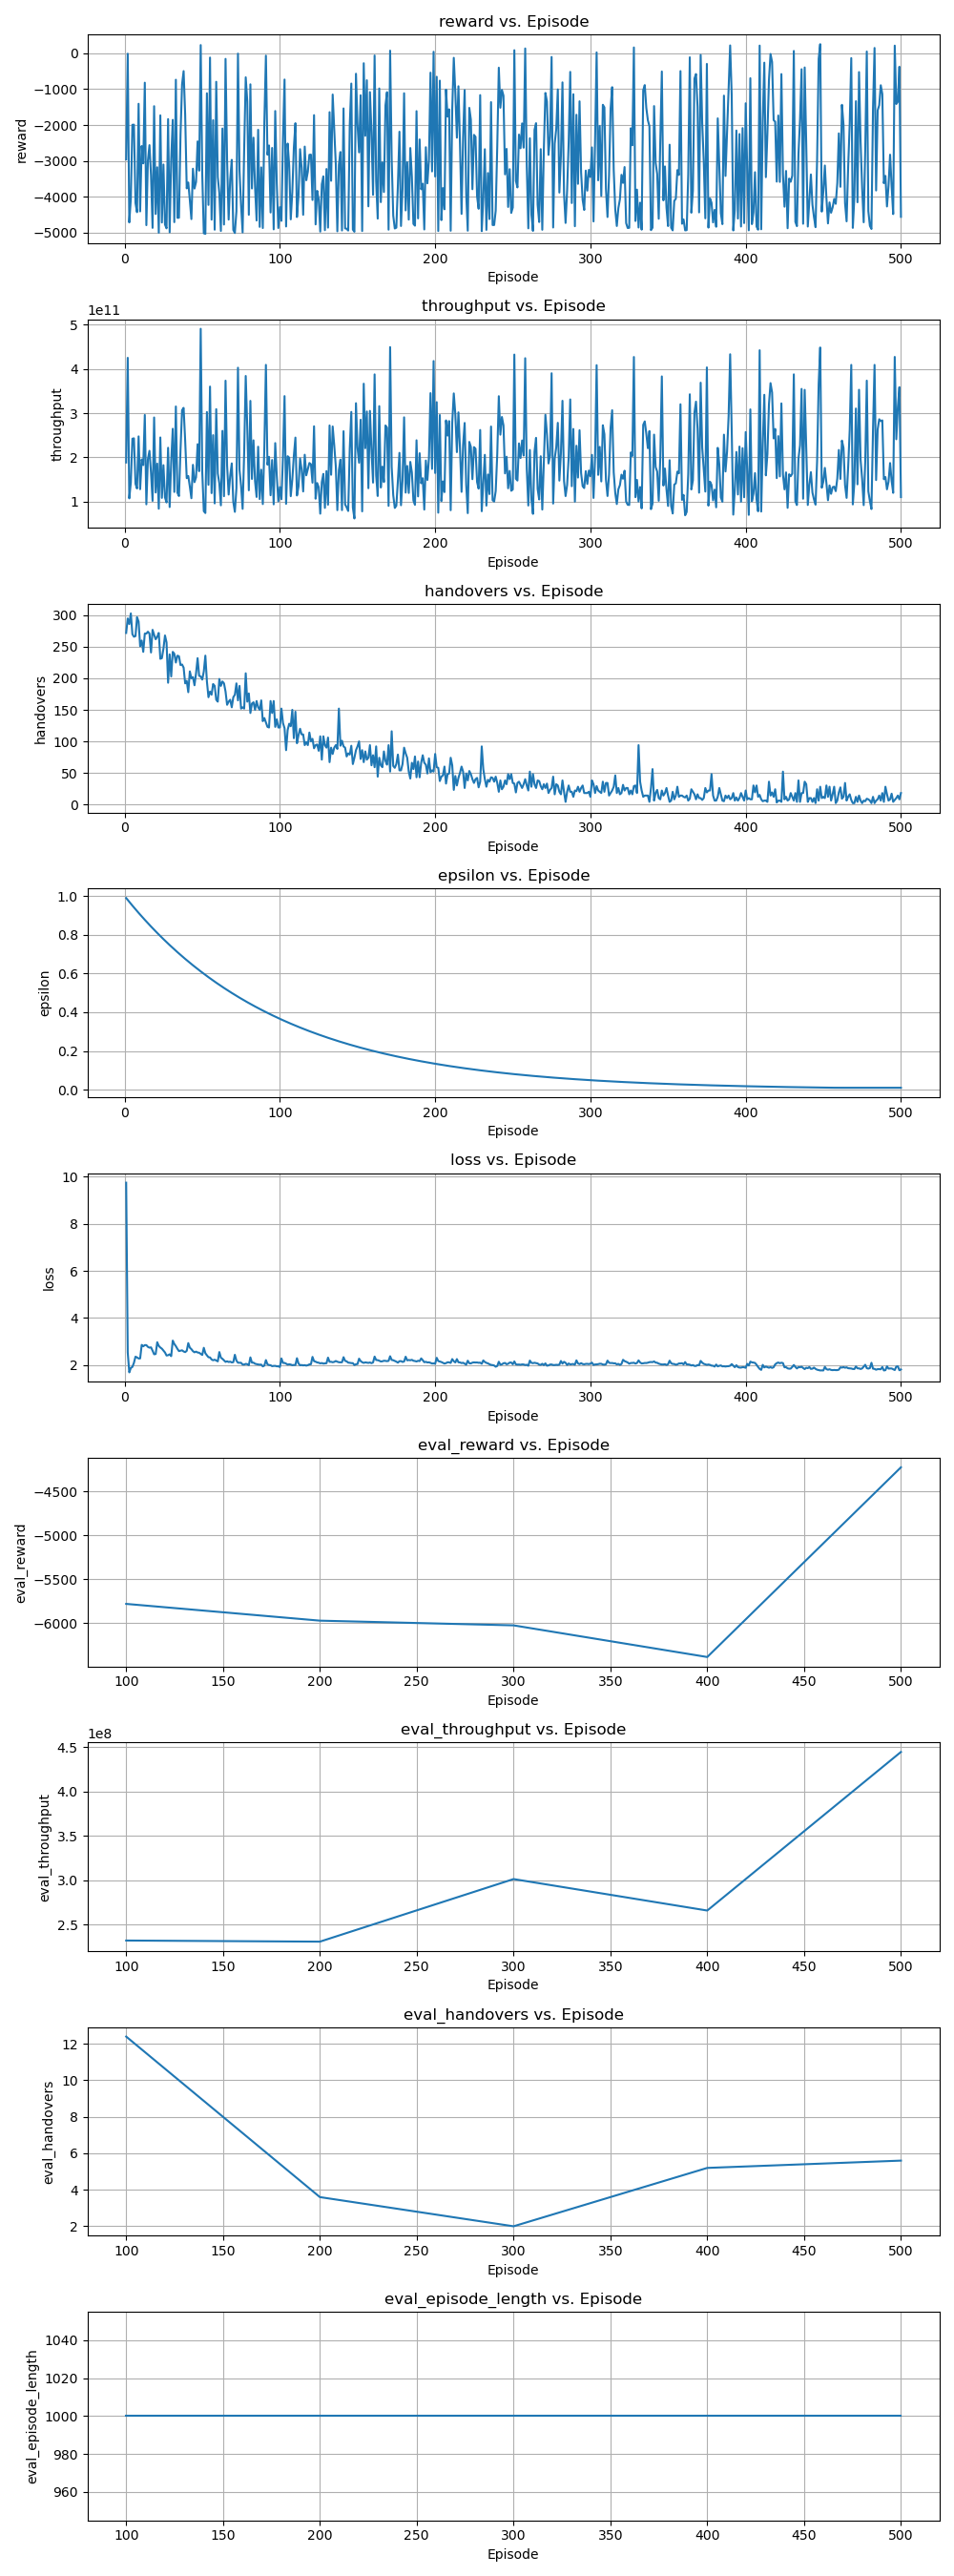 reward vs. Episode
0
−1000
−2000
−3000
−4000
−5000
reward
0 100 200 300 400 500
Episode
throughput vs. Episode
1e11
5
4
3
2
1
throughput
0 100 200 300 400 500
Episode
handovers vs. Episode
300
250
200
150
100
50
0
handovers
0 100 200 300 400 500
Episode
epsilon vs. Episode
1.0
0.8
0.6
0.4
0.2
0.0
epsilon
0 100 200 300 400 500
Episode
loss vs. Episode
10
8
6
4
2
loss
0 100 200 300 400 500
Episode
eval_reward vs. Episode
−4500
−5000
−5500
−6000
eval_reward
100 150 200 250 300 350 400 450 500
Episode
eval_throughput vs. Episode
1e8
4.5
4.0
3.5
3.0
2.5
eval_throughput
100 150 200 250 300 350 400 450 500
Episode
eval_handovers vs. Episode
12
10
8
6
4
2
eval_handovers
100 150 200 250 300 350 400 450 500
Episode
eval_episode_length vs. Episode
1040
1020
1000
980
960
eval_episode_length
100 150 200 250 300 350 400 450 500
Episode